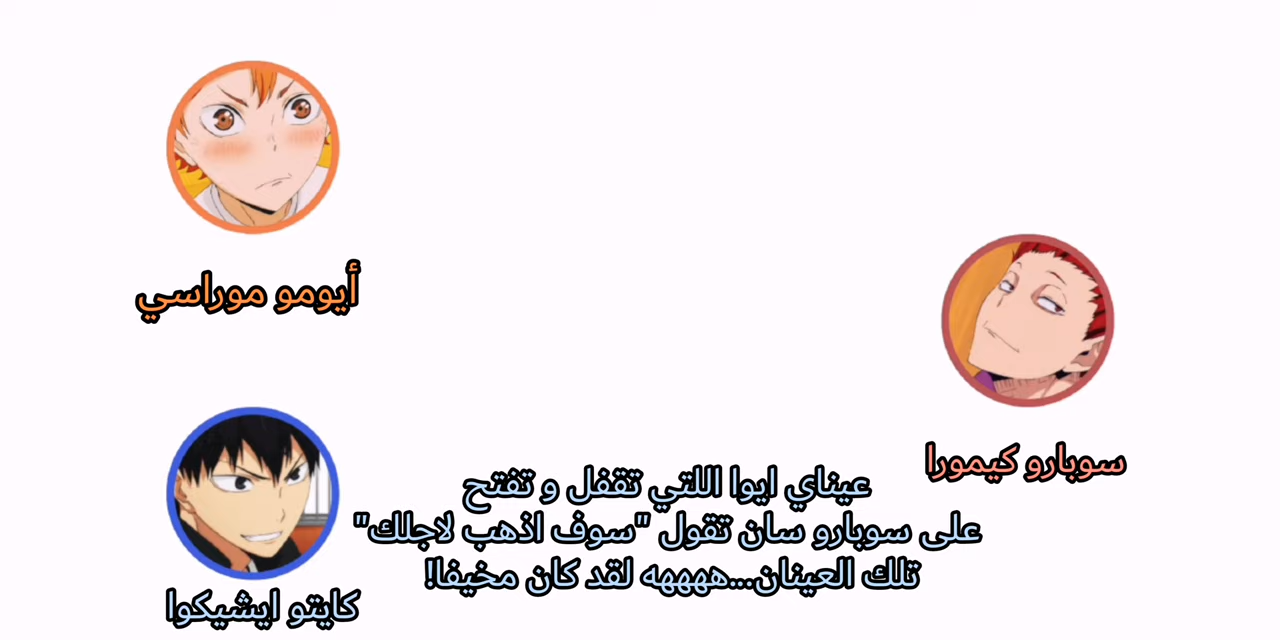 أيومو موراسي
سوبارو كيمورا
عيناي ايوا اللتي تقفل و تفتح
على سوبارو سان تقول "سوف اذهب لاجلك"
تلك العينان...ههههه لقد كان مخيفا!
كايتو ايشيكوا